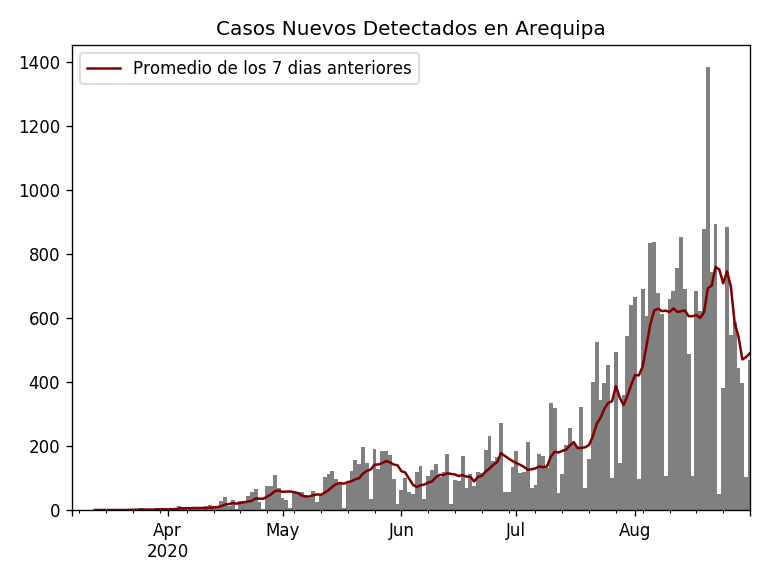 Casos Nuevos Detectados en Arequipa
Promedio de los 7 dias anteriores
1400
1200
1000
800
600
400
200
0
Apr
2020
May
Jun
Jul
Aug